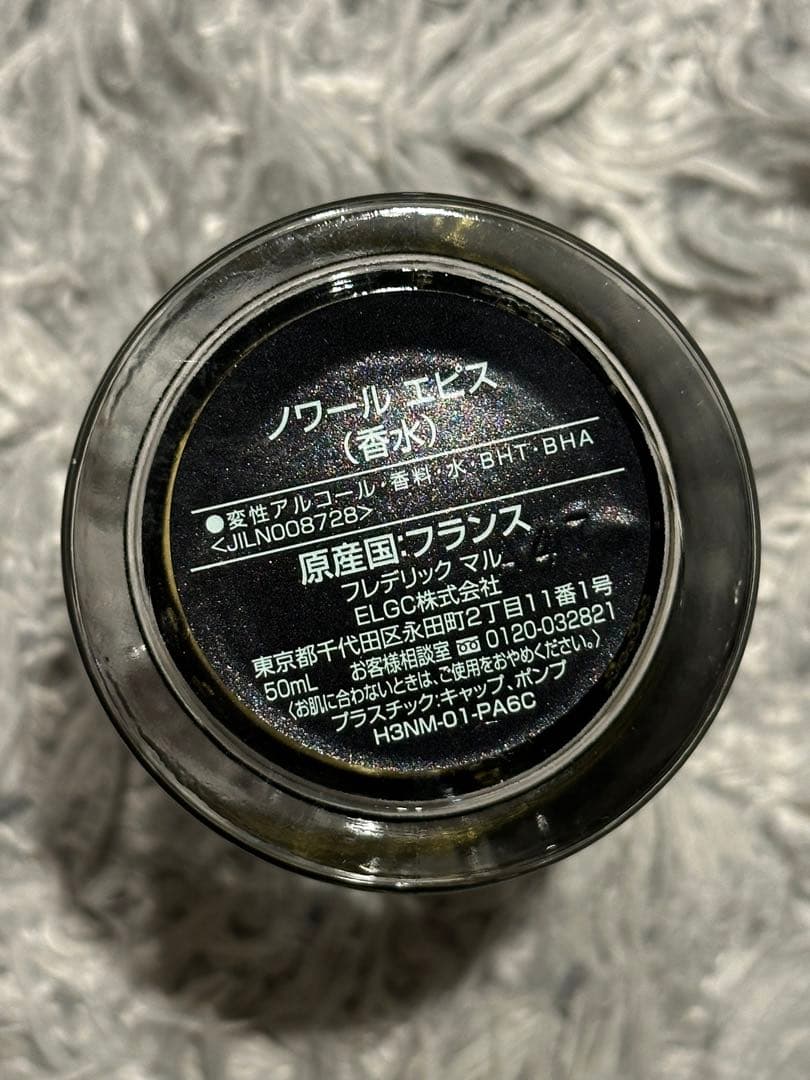 ノワール エピス
(香水)
●変性アルコール・香料・水・BHT・BHA
<JILN008728>
原産国:フランス
フレデリック マル
ELGC株式会社
東京都千代田区永田町2丁目11番1号
お客様相談室 0120-032821
50mL
〈お肌に合わないときは、ご使用をおやめください。〉
プラスチック:キャップ、ポンプ
H3NM-01-PA6C